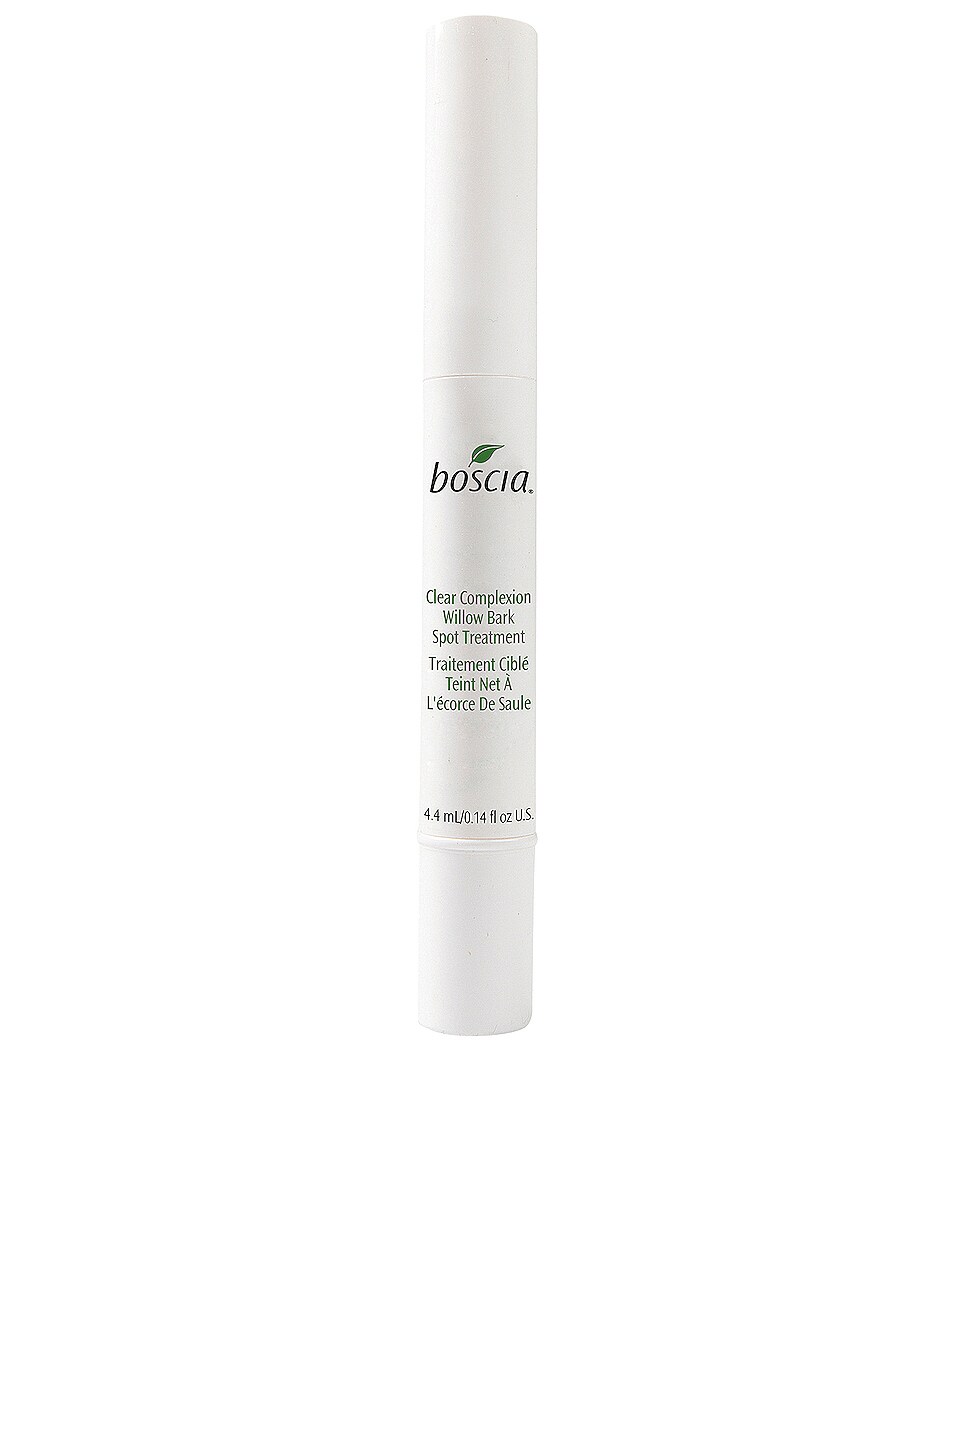 boscia®
Clear Complexion
Willow Bark
Spot Treatment
Traitement Ciblé
Teint Net À
L'écorce De Saule
4.4 mL/0.14 fl oz U.S.